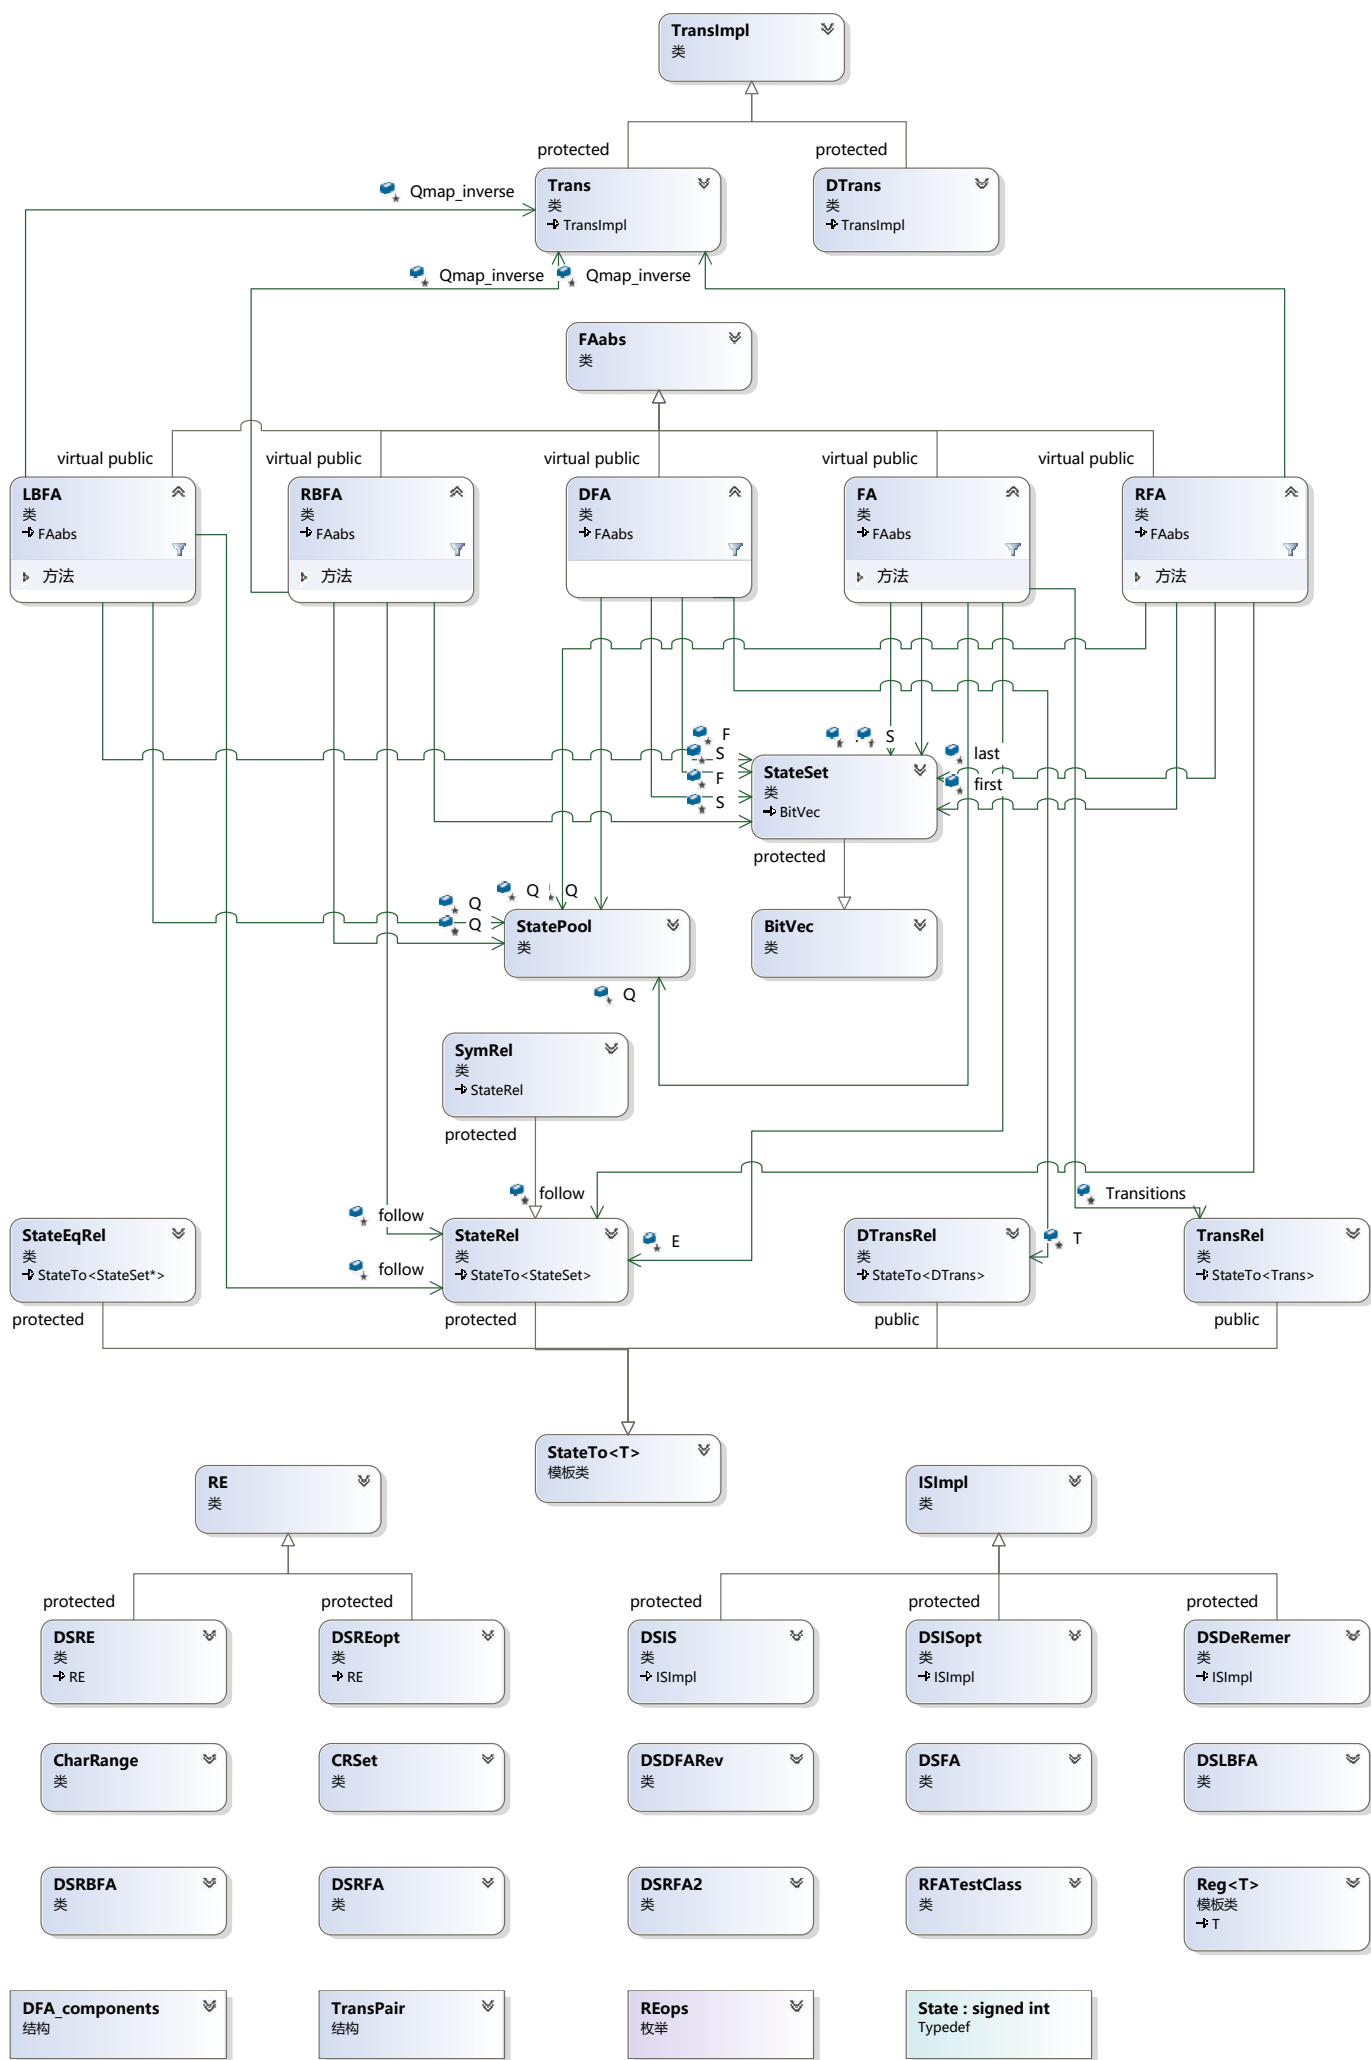 TransImpl
类
protected
protected
Trans
类
TransImpl
DTrans
类
TransImpl
Qmap_inverse
Qmap_inverse
Qmap_inverse
FAabs
类
virtual public
virtual public
virtual public
virtual public
virtual public
LBFA
类
FAabs
方法
RBFA
类
FAabs
方法
DFA
类
FAabs
FA
类
FAabs
方法
RFA
类
FAabs
方法
F
S
F
S
S
last
first
StateSet
类
BitVec
protected
Q
Q
Q
Q
StatePool
类
BitVec
类
Q
SymRel
类
StateRel
protected
follow
Transitions
follow
follow
E
T
StateEqRel
类
StateTo<StateSet*>
StateRel
类
StateTo<StateSet>
DTransRel
类
StateTo<DTrans>
TransRel
类
StateTo<Trans>
protected
protected
public
public
StateTo<T>
模板类
RE
类
ISImpl
类
protected
protected
protected
protected
protected
DSRE
类
RE
DSREopt
类
RE
DSIS
类
ISImpl
DSISopt
类
ISImpl
DSDeRemer
类
ISImpl
CharRange
类
CRSet
类
DSDFARev
类
DSFA
类
DSLBFA
类
DSRBFA
类
DSRFA
类
DSRFA2
类
RFATestClass
类
Reg<T>
模板类
T
DFA_components
结构
TransPair
结构
REops
枚举
State : signed int
Typedef